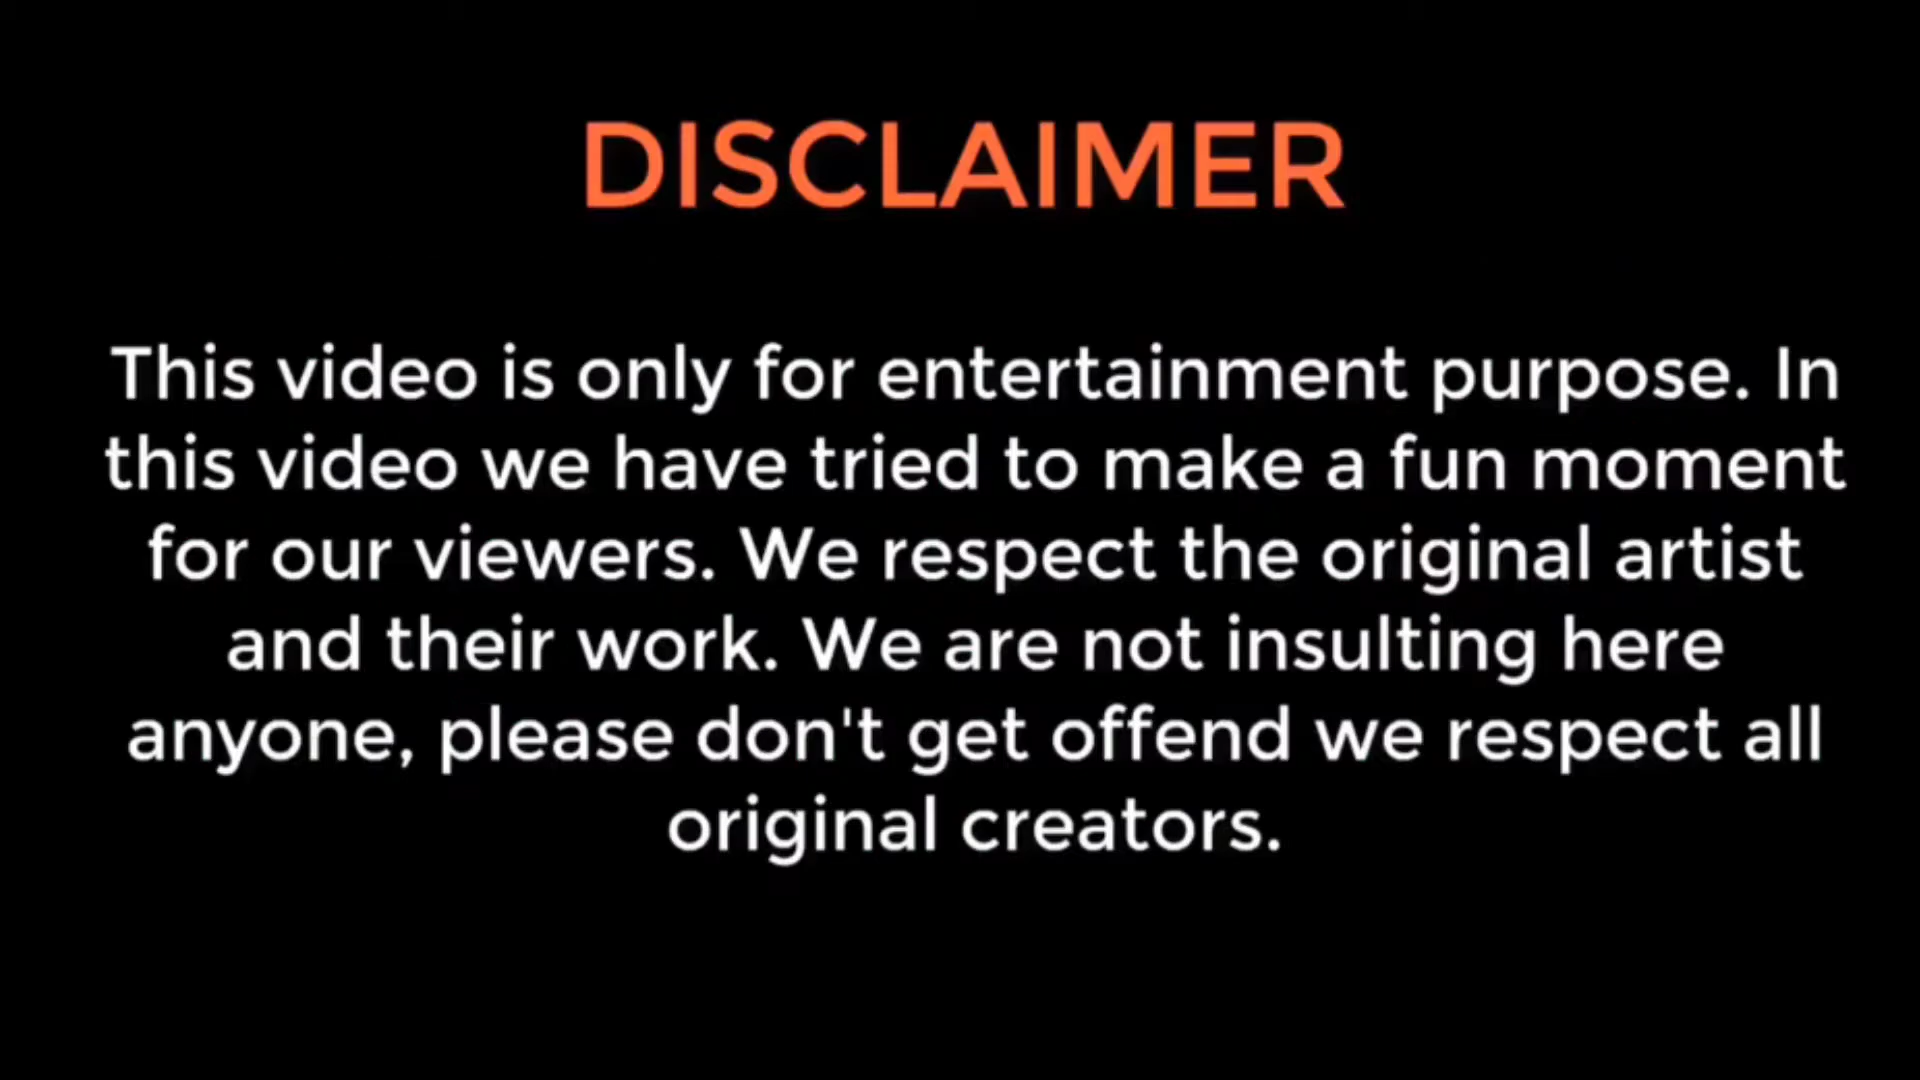 DISCLAIMER
This video is only for entertainment purpose. In
this video we have tried to make a fun moment
for our viewers. We respect the original artist
and their work. We are not insulting here
anyone, please don't get offend we respect all
original creators.